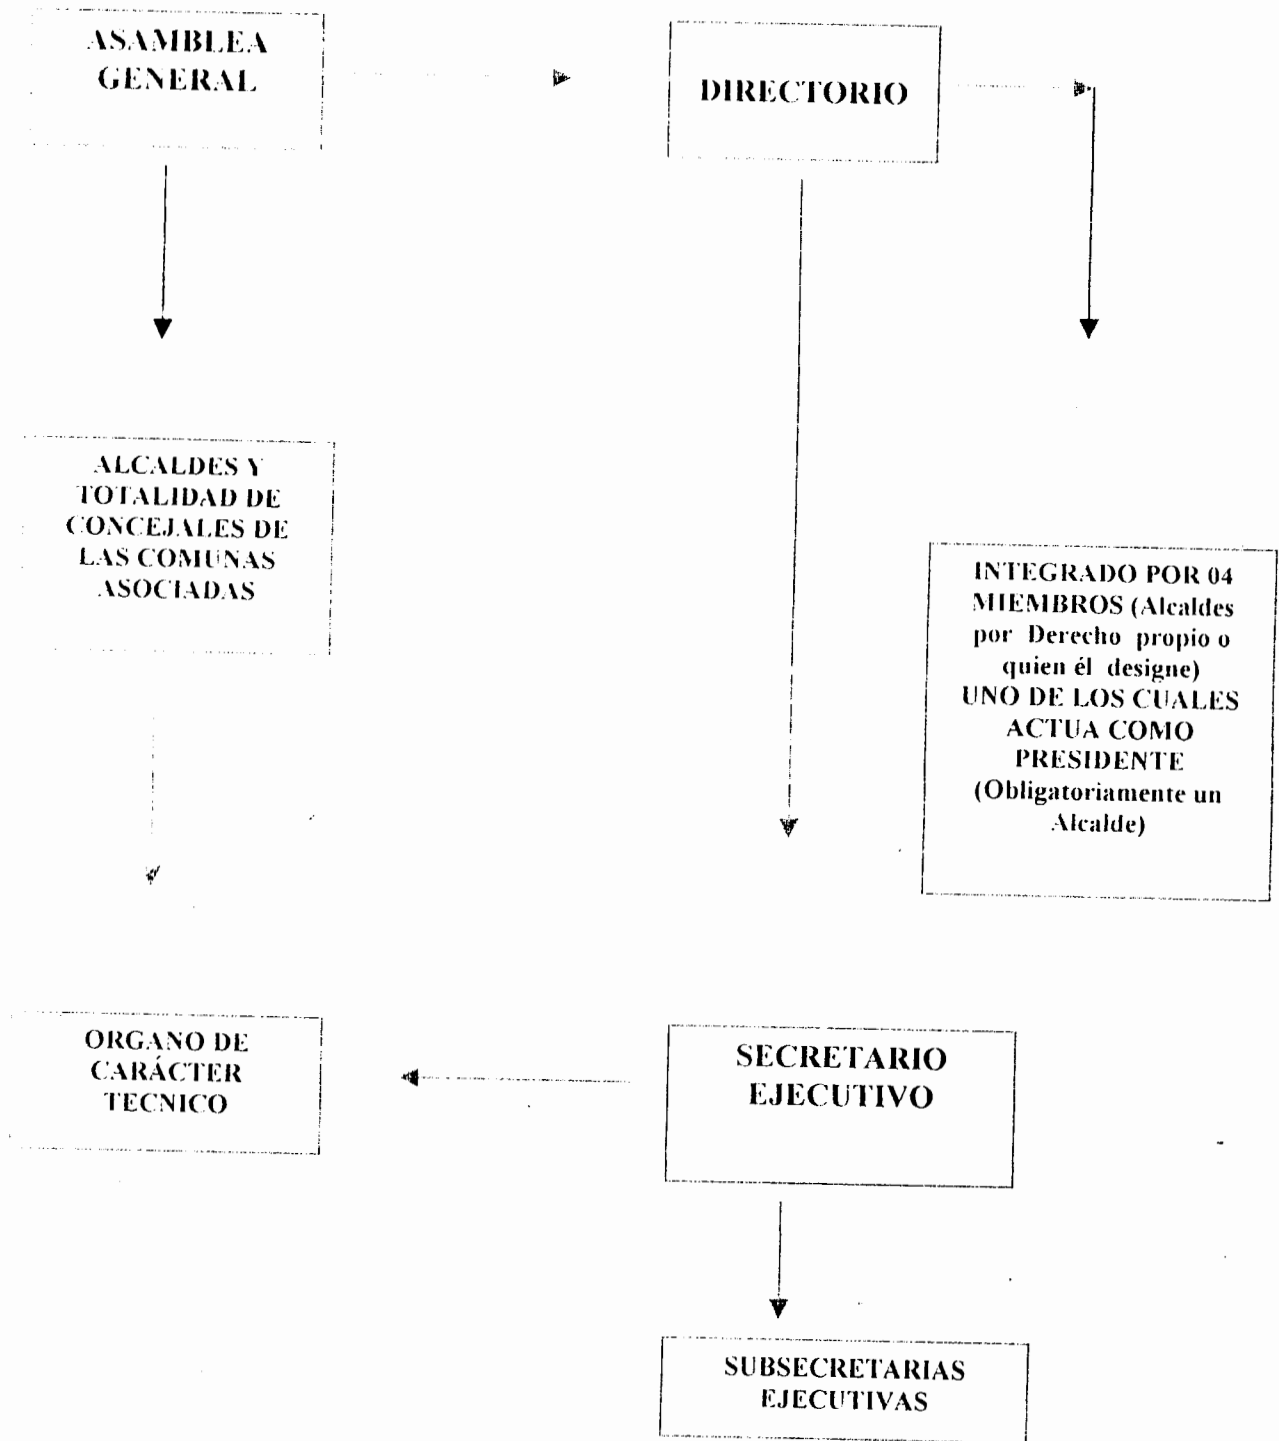 ASAMBLEA
GENERAL
DIRECTORIO
ALCALDES Y
TOTALIDAD DE
CONCEJALES DE
LAS COMUNAS
ASOCIADAS
INTEGRADO POR 04
MIEMBROS (Alcaldes
por Derecho propio o
quien él designe)
UNO DE LOS CUALES
ACTUA COMO
PRESIDENTE
(Obligatoriamente un
Alcalde)
ORGANO DE
CARÁCTER
TECNICO
SECRETARIO
EJECUTIVO
SUBSECRETARIAS
EJECUTIVAS